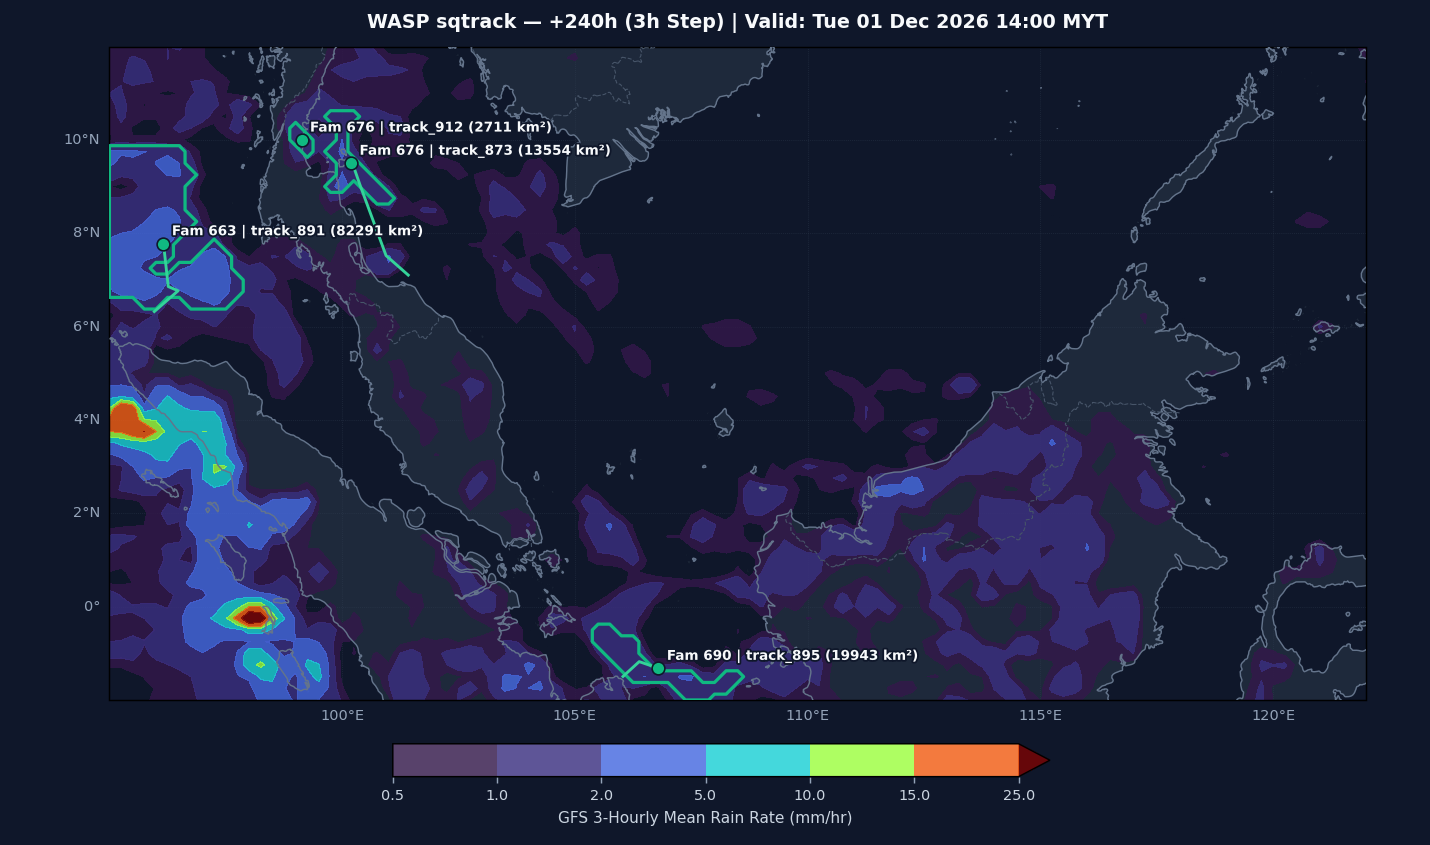 WASP sqtrack — +240h (3h Step) | Valid: Tue 01 Dec 2026 14:00 MYT
10°N
8°N
6°N
4°N
2°N
0°
Fam 676 | track_912 (2711 km²)
Fam 676 | track_873 (13554 km²)
Fam 663 | track_891 (82291 km²)
Fam 690 | track_895 (19943 km²)
100°E 105°E 110°E 115°E 120°E
0.5 1.0 2.0 5.0 10.0 15.0 25.0
GFS 3-Hourly Mean Rain Rate (mm/hr)